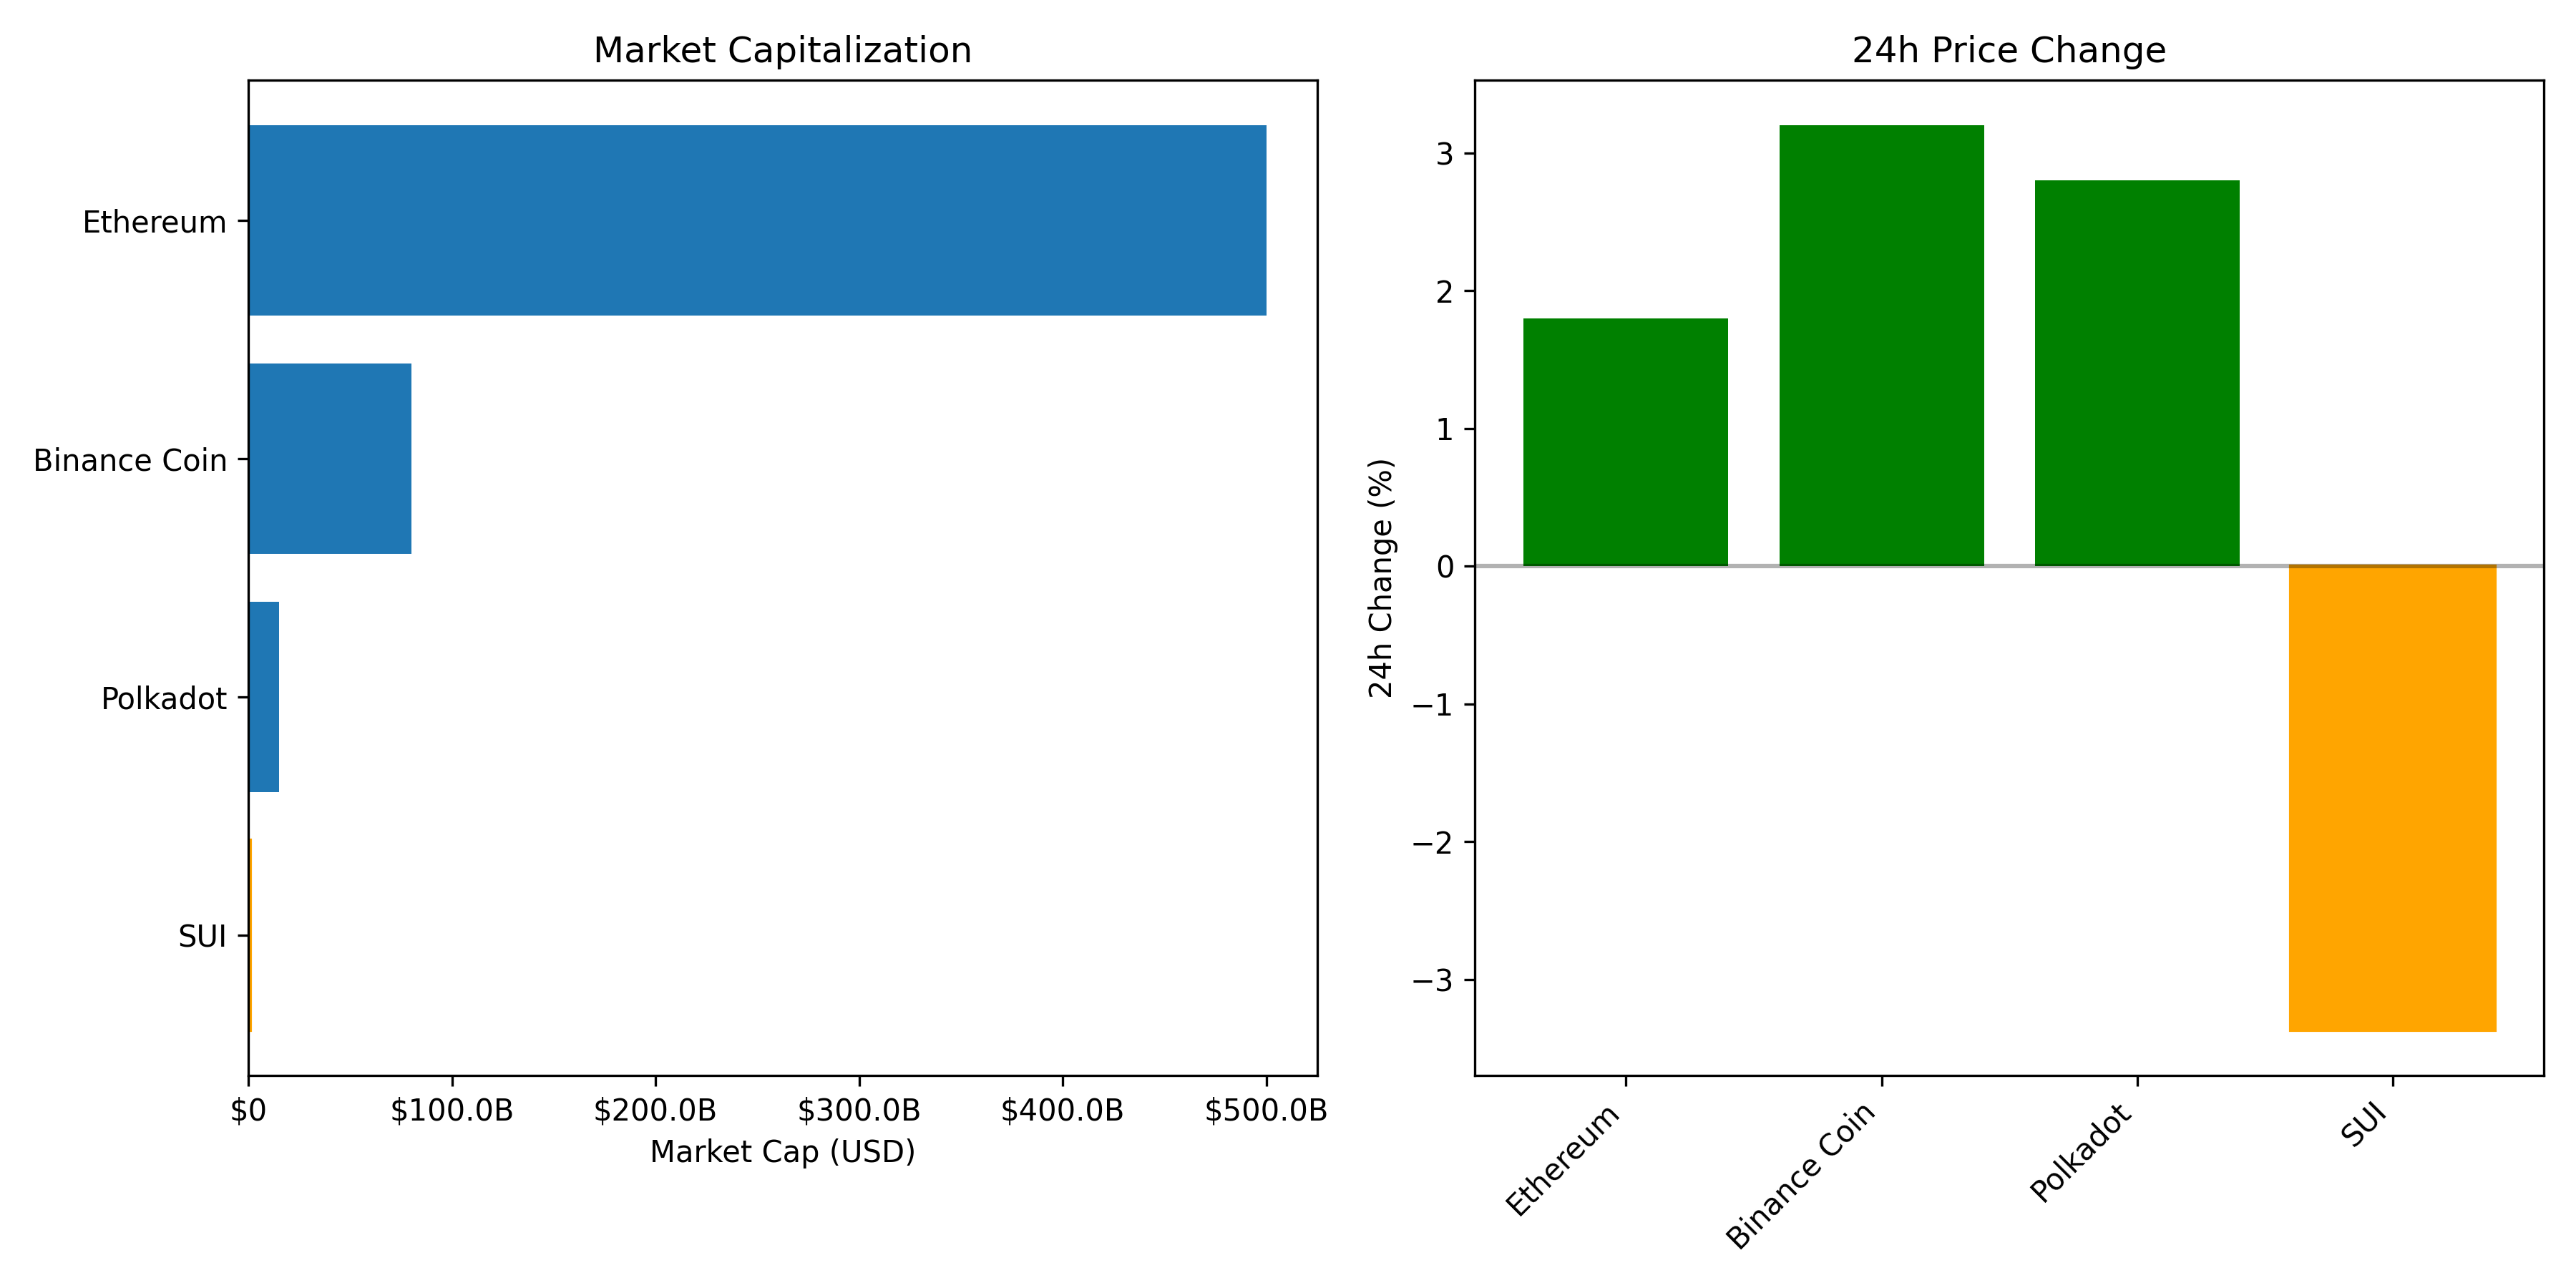 Market Capitalization
Ethereum
Binance Coin
Polkadot
SUI
$0 $100.0B $200.0B $300.0B $400.0B $500.0B
Market Cap (USD)
24h Price Change
24h Change (%)
3
2
1
0
−1
−2
−3
Ethereum
Binance Coin
Polkadot
SUI